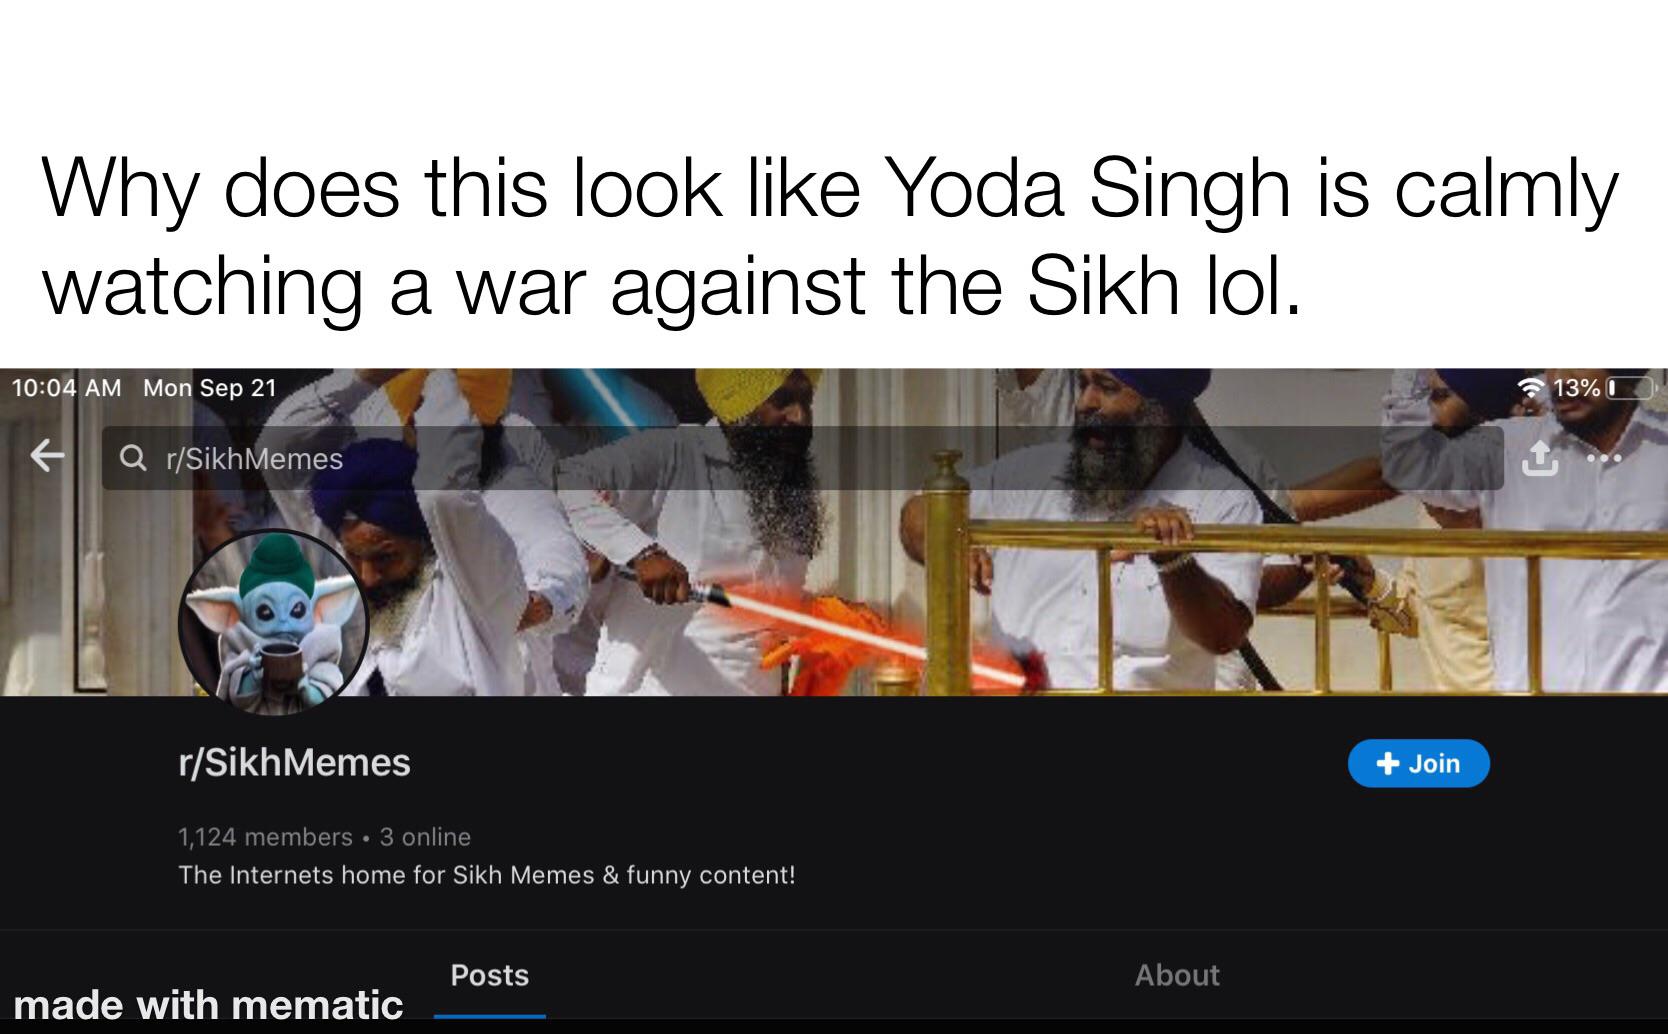 Why does this look like Yoda Singh is calmly
watching a war against the Sikh lol.
10:04 AM Mon Sep 21 13%
r/SikhMemes
r/SikhMemes
+ Join
1,124 members • 3 online
The Internets home for Sikh Memes & funny content!
Posts About
made with mematic